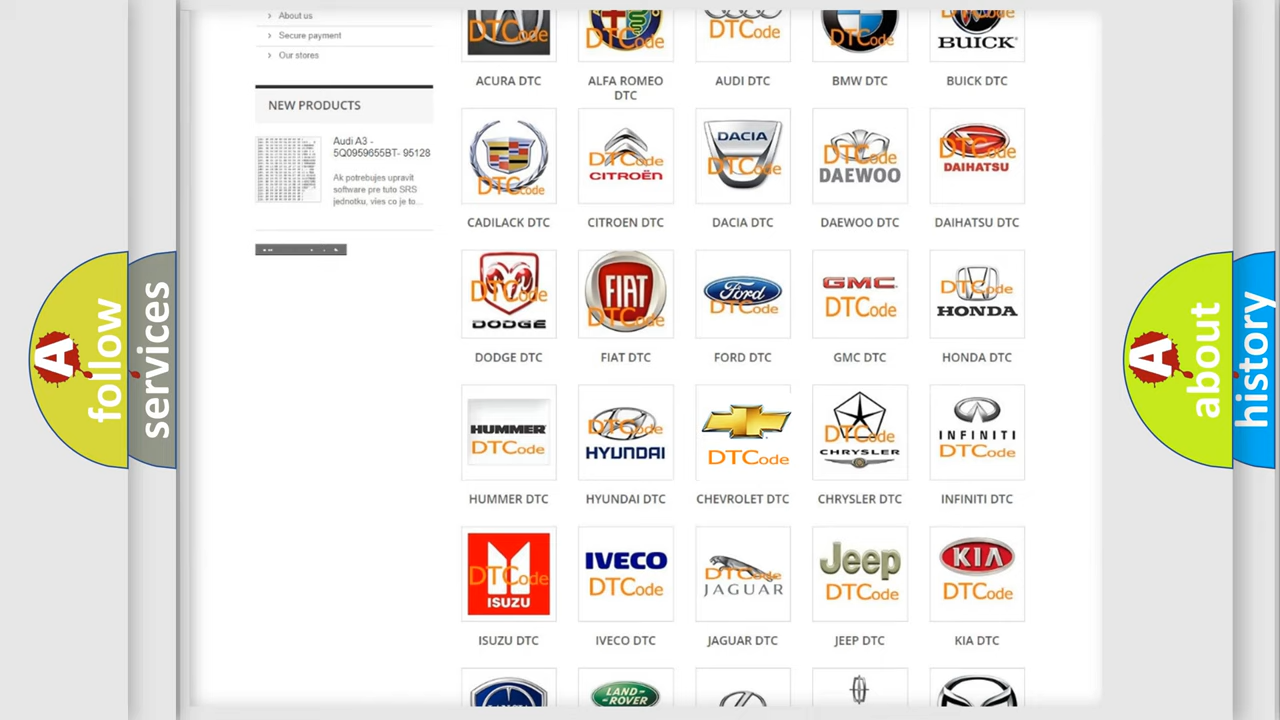 About us
Secure payment
Our stores
NEW PRODUCTS
Audi A3 -
5Q0959655BT- 95128
Ak potrebujes upravit
software pre tuto SRS
jednotku, vies co je to...
DTCode DTCode DTCode DTCode BUICK
ACURA DTC ALFA ROMEO DTC AUDI DTC BMW DTC BUICK DTC
DTCode DTCode CITROËN DACIA DTCode DTCode DAEWOO DTCode DAIHATSU
CADILACK DTC CITROEN DTC DACIA DTC DAEWOO DTC DAIHATSU DTC
DTCode DODGE FIAT DTCode Ford DTCode GMC DTCode DTCode HONDA
DODGE DTC FIAT DTC FORD DTC GMC DTC HONDA DTC
HUMMER DTCode DTCode HYUNDAI DTCode DTCode CHRYSLER INFINITI DTCode
HUMMER DTC HYUNDAI DTC CHEVROLET DTC CHRYSLER DTC INFINITI DTC
DTCode ISUZU IVECO DTCode DTCode JAGUAR Jeep DTCode KIA DTCode
ISUZU DTC IVECO DTC JAGUAR DTC JEEP DTC KIA DTC
LAND-
ROVER
A follow
services
A about
history